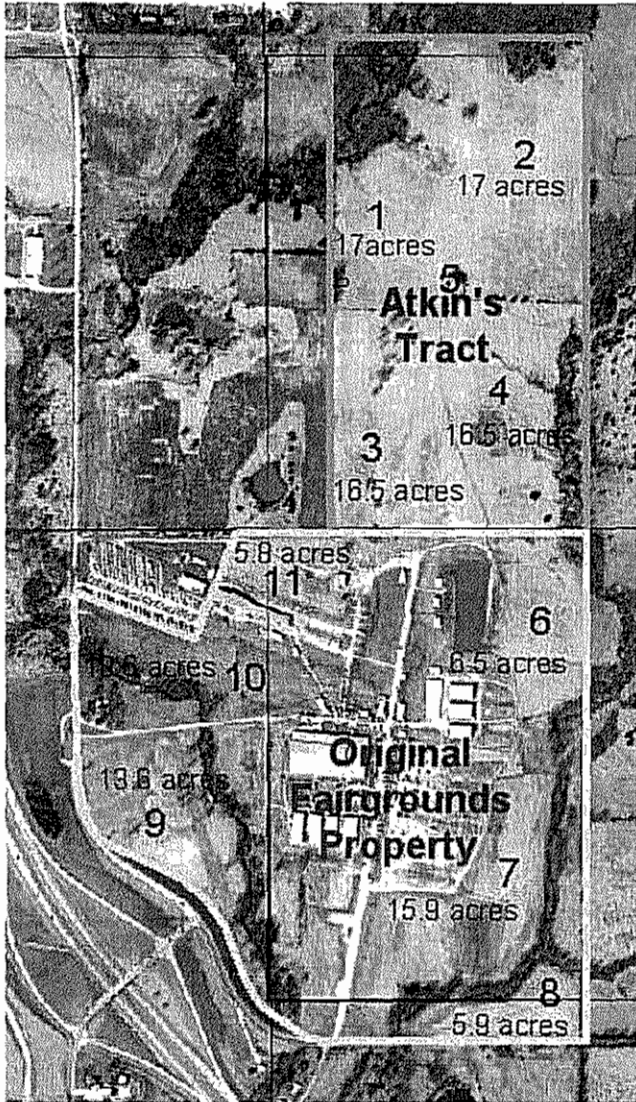 2
17 acres
1
17acres
5
Atkin's
Tract
4
16.5 acres
3
16.5 acres
5.8 acres
11
6
6.5 acres
10
Original
Fairgrounds
Property
13.6 acres
9
7
15.9 acres
8
5.9 acres